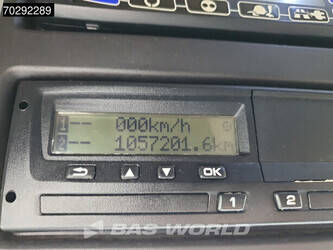 70292289
1-- 000km/h
2-- 1057201.6km
OK
1 2
BAS WORLD